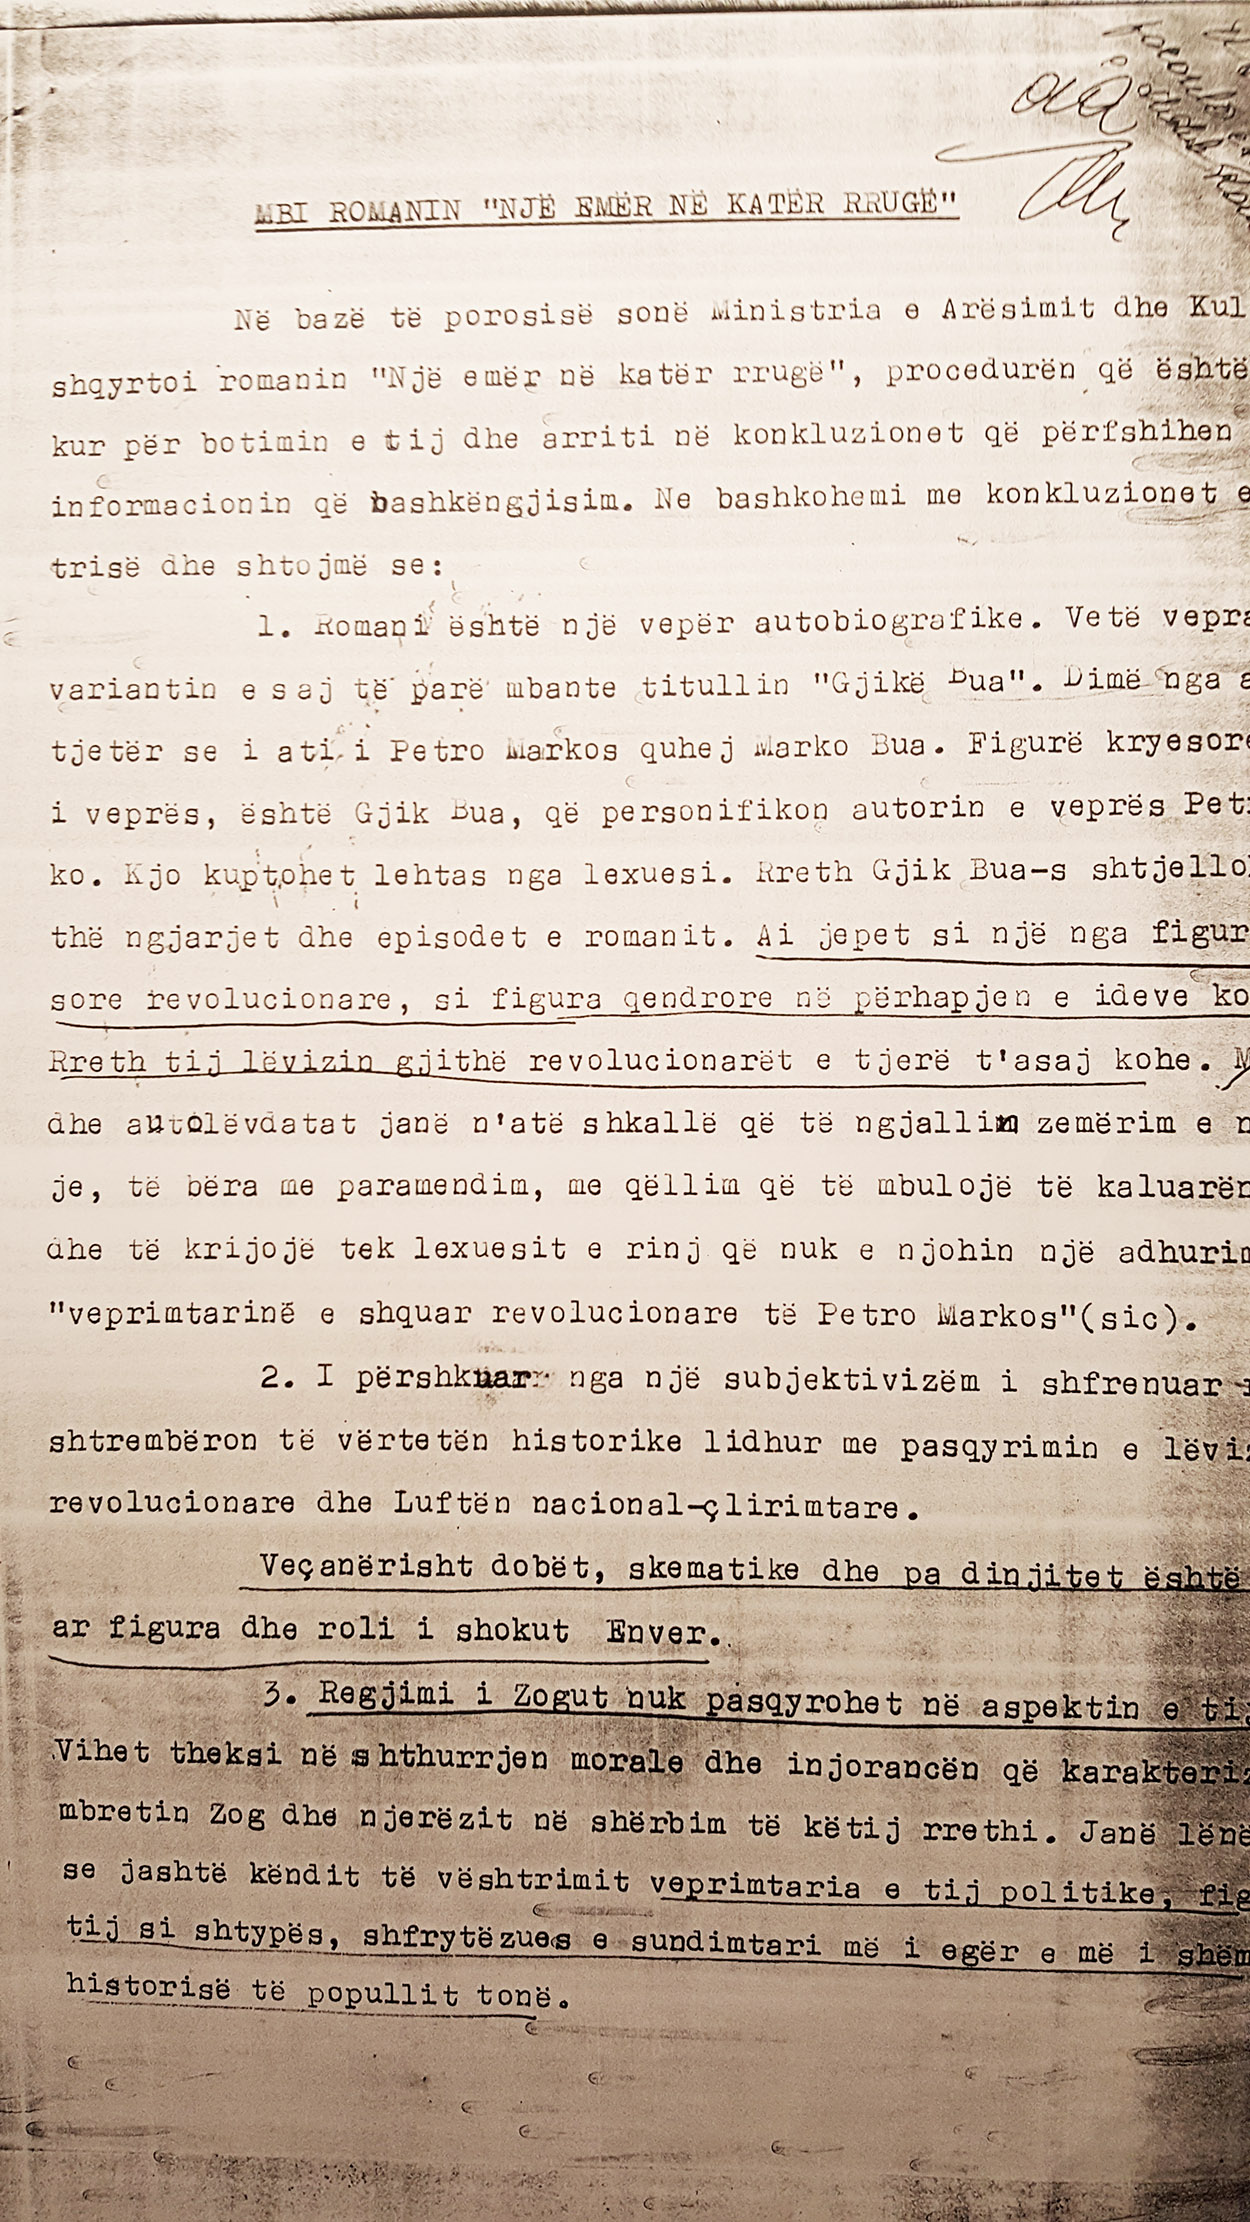 MBI ROMANIN "NJË EMËR NË KATËR RRUGË"
Në bazë të porosisë sonë Ministria e Arësimit dhe Kul
shqyrtoi romanin "Një emër në katër rrugë", procedurën që është
kur për botimin e tij dhe arriti në konkluzionet që përfshihen
informacionin që bashkëngjisim. Ne bashkohemi me konkluzionet e
trisë dhe shtojmë se:
1. Romani është një vepër autobiografike. Vetë vepra
variantin e saj të parë mbante titullin "Gjikë Bua". Dimë nga a
tjetër se i ati i Petro Markos quhej Marko Bua. Figurë kryesore
i veprës, është Gjik Bua, që personifikon autorin e veprës Pet
ko. Kjo kuptohet lehtas nga lexuesi. Rreth Gjik Bua-s shtjello
thë ngjarjet dhe episodet e romanit. Ai jepet si një nga figur
sore revolucionare, si figura qendrore në përhapjen e ideve ko
Rreth tij lëvizin gjithë revolucionarët e tjerë t'asaj kohe. M
dhe autolëvdatat janë n'atë shkallë që të ngjallin zemërim e n
je, të bëra me paramendim, me qëllim që të mbulojë të kaluarën
dhe të krijojë tek lexuesit e rinj që nuk e njohin një adhurim
"veprimtarinë e shquar revolucionare të Petro Markos"(sic).
2. I përshkuar nga një subjektivizëm i shfrenuar
shtrembëron të vërtetën historike lidhur me pasqyrimin e lëvi
revolucionare dhe Luftën nacional-çlirimtare.
Veçanërisht dobët, skematike dhe pa dinjitet është
ar figura dhe roli i shokut Enver.
3. Regjimi i Zogut nuk pasqyrohet në aspektin e tij
Vihet theksi në shthurrjen morale dhe injorancën që karakteriz
mbretin Zog dhe njerëzit në shërbim të këtij rrethi. Janë lënë
se jashtë këndit të vështrimit veprimtaria e tij politike, fig
tij si shtypës, shfrytëzues e sundimtari më i egër e më i shëm
historisë të popullit tonë.